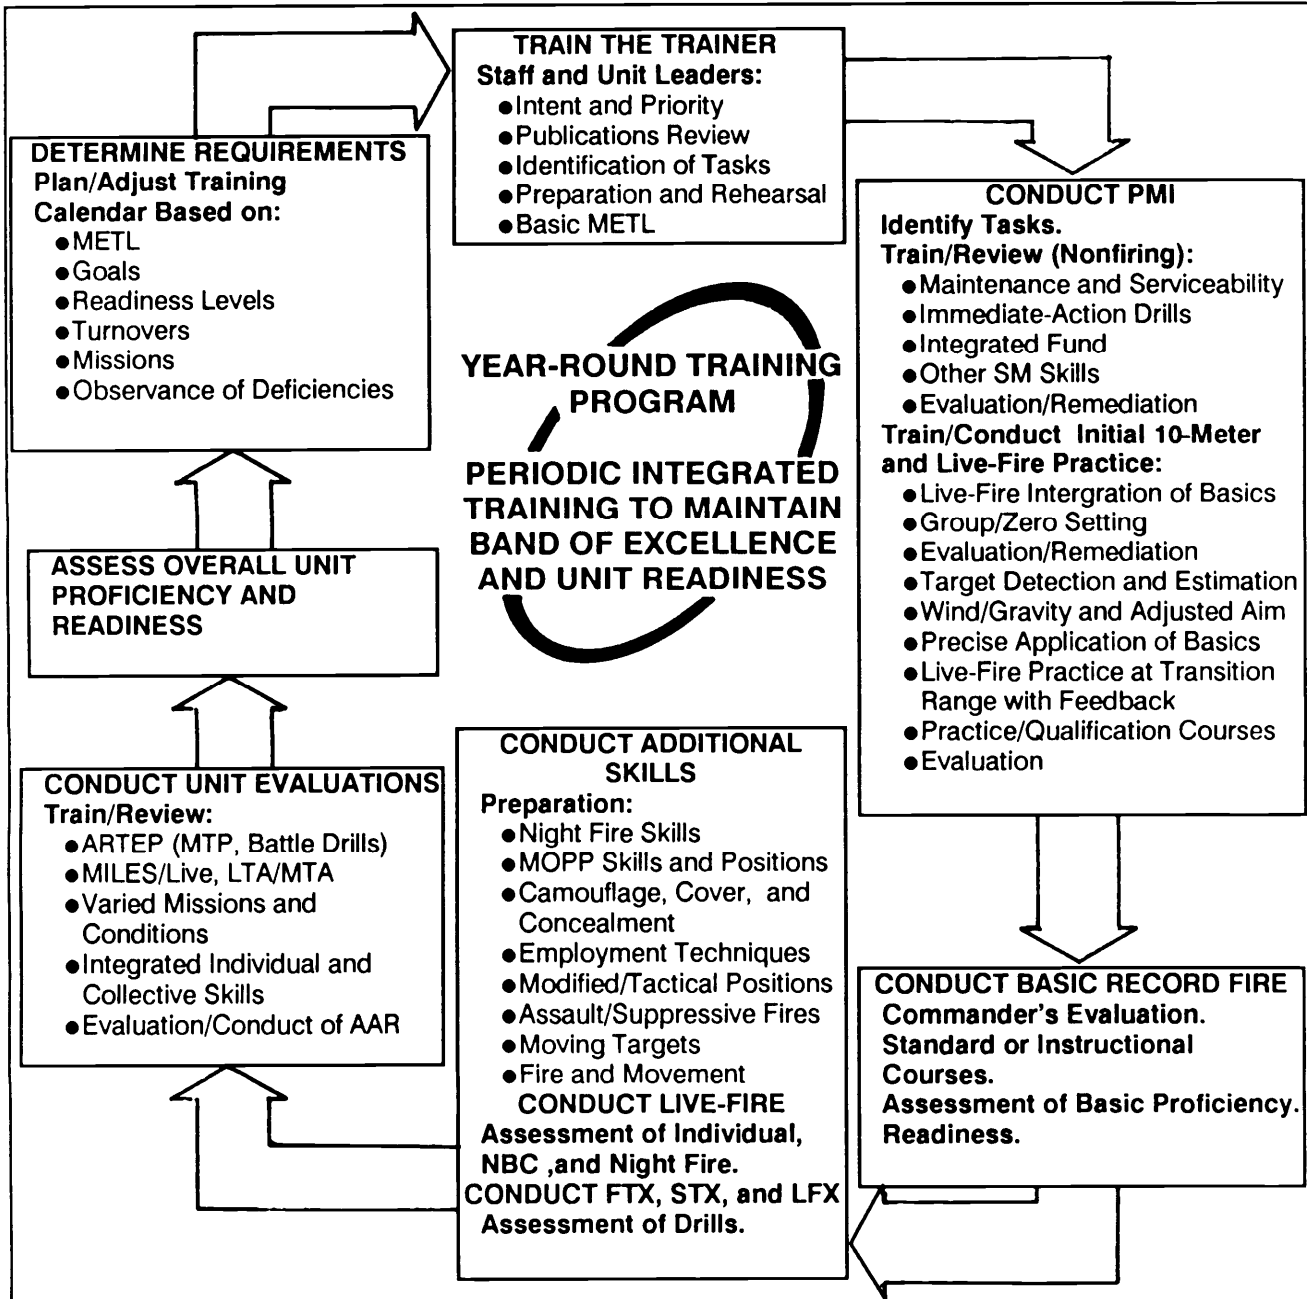 TRAIN THE TRAINER
Staff and Unit Leaders:
●Intent and Priority
●Publications Review
●Identification of Tasks
●Preparation and Rehearsal
●Basic METL
DETERMINE REQUIREMENTS
Plan/Adjust Training
Calendar Based on:
●METL
●Goals
●Readiness Levels
●Turnovers
●Missions
●Observance of Deficiencies
CONDUCT PMI
Identify Tasks.
Train/Review (Nonfiring):
●Maintenance and Serviceability
●Immediate-Action Drills
●Integrated Fund
●Other SM Skills
●Evaluation/Remediation
Train/Conduct Initial 10-Meter
and Live-Fire Practice:
●Live-Fire Intergration of Basics
●Group/Zero Setting
●Evaluation/Remediation
●Target Detection and Estimation
●Wind/Gravity and Adjusted Aim
●Precise Application of Basics
●Live-Fire Practice at Transition
Range with Feedback
●Practice/Qualification Courses
●Evaluation
YEAR-ROUND TRAINING
PROGRAM
PERIODIC INTEGRATED
TRAINING TO MAINTAIN
BAND OF EXCELLENCE
AND UNIT READINESS
ASSESS OVERALL UNIT
PROFICIENCY AND
READINESS
CONDUCT UNIT EVALUATIONS
Train/Review:
●ARTEP (MTP, Battle Drills)
●MILES/Live, LTA/MTA
●Varied Missions and
Conditions
●Integrated Individual and
Collective Skills
●Evaluation/Conduct of AAR
CONDUCT ADDITIONAL
SKILLS
Preparation:
●Night Fire Skills
●MOPP Skills and Positions
●Camouflage, Cover, and
Concealment
●Employment Techniques
●Modified/Tactical Positions
●Assault/Suppressive Fires
●Moving Targets
●Fire and Movement
CONDUCT LIVE-FIRE
Assessment of Individual,
NBC ,and Night Fire.
CONDUCT FTX, STX, and LFX
Assessment of Drills.
CONDUCT BASIC RECORD FIRE
Commander's Evaluation.
Standard or Instructional
Courses.
Assessment of Basic Proficiency.
Readiness.